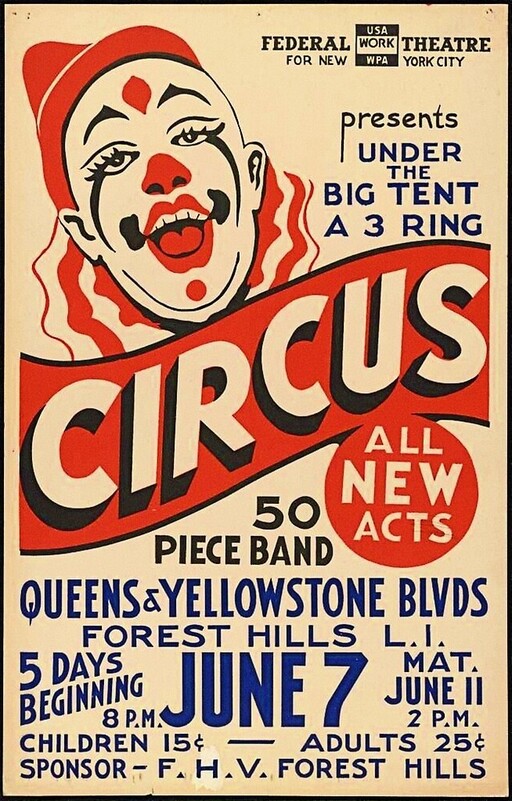 FEDERAL USA WORK WPA THEATRE
FOR NEW YORK CITY
presents
UNDER
THE
BIG TENT
A 3 RING
CIRCUS
ALL
NEW
ACTS
50
PIECE BAND
QUEENS & YELLOWSTONE BLVDS
FOREST HILLS L.I.
5 DAYS
BEGINNING
8 P.M.
JUNE 7
MAT.
JUNE 11
2 P.M.
CHILDREN 15¢ — ADULTS 25¢
SPONSOR – F. H. V. FOREST HILLS